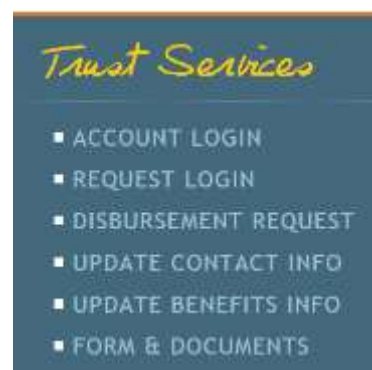 Trust Services
ACCOUNT LOGIN
REQUEST LOGIN
DISBURSEMENT REQUEST
UPDATE CONTACT INFO
UPDATE BENEFITS INFO
FORM & DOCUMENTS